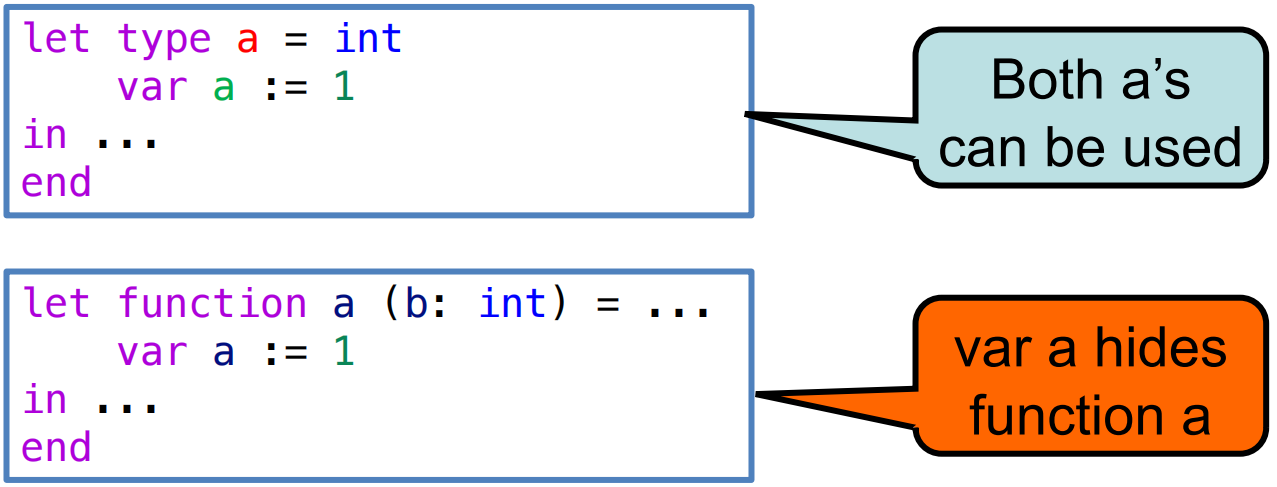 let type a = int
    var a := 1
in ...
end
Both a’s
can be used
let function a (b: int) = ...
    var a := 1
in ...
end
var a hides
function a